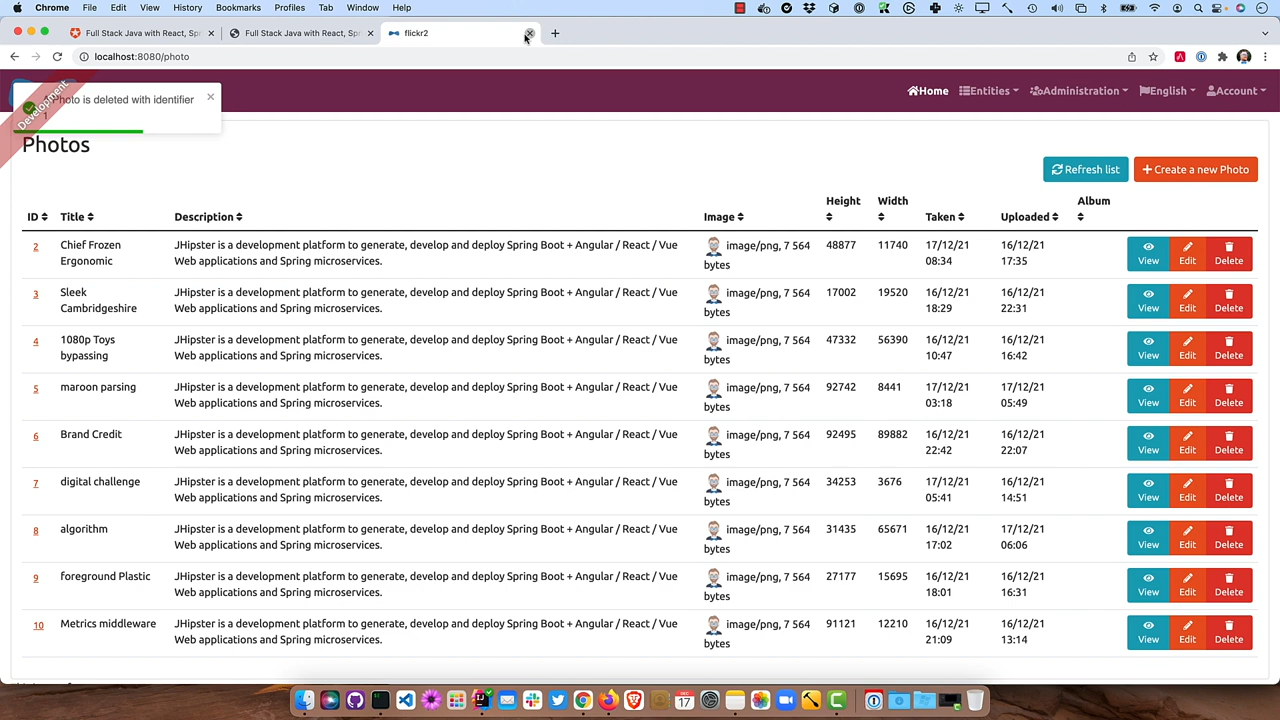 Chrome File Edit View History Bookmarks Profiles Tab Window Help
Full Stack Java with React, Spr
Full Stack Java with React, Spr
flickr2
localhost:8080/photo
Development
Photo is deleted with identifier
1
Home Entities Administration English Account
Photos
Refresh list
Create a new Photo
ID Title Description Image Height Width Taken Uploaded Album
2 Chief Frozen Ergonomic JHipster is a development platform to generate, develop and deploy Spring Boot + Angular / React / Vue Web applications and Spring microservices. image/png, 7 564 bytes 48877 11740 17/12/21 08:34 16/12/21 17:35 View Edit Delete
3 Sleek Cambridgeshire JHipster is a development platform to generate, develop and deploy Spring Boot + Angular / React / Vue Web applications and Spring microservices. image/png, 7 564 bytes 17002 19520 16/12/21 18:29 16/12/21 22:31 View Edit Delete
4 1080p Toys bypassing JHipster is a development platform to generate, develop and deploy Spring Boot + Angular / React / Vue Web applications and Spring microservices. image/png, 7 564 bytes 47332 56390 16/12/21 10:47 16/12/21 16:42 View Edit Delete
5 maroon parsing JHipster is a development platform to generate, develop and deploy Spring Boot + Angular / React / Vue Web applications and Spring microservices. image/png, 7 564 bytes 92742 8441 17/12/21 03:18 17/12/21 05:49 View Edit Delete
6 Brand Credit JHipster is a development platform to generate, develop and deploy Spring Boot + Angular / React / Vue Web applications and Spring microservices. image/png, 7 564 bytes 92495 89882 16/12/21 22:42 16/12/21 22:07 View Edit Delete
7 digital challenge JHipster is a development platform to generate, develop and deploy Spring Boot + Angular / React / Vue Web applications and Spring microservices. image/png, 7 564 bytes 34253 3676 17/12/21 05:41 16/12/21 14:51 View Edit Delete
8 algorithm JHipster is a development platform to generate, develop and deploy Spring Boot + Angular / React / Vue Web applications and Spring microservices. image/png, 7 564 bytes 31435 65671 16/12/21 17:02 17/12/21 06:06 View Edit Delete
9 foreground Plastic JHipster is a development platform to generate, develop and deploy Spring Boot + Angular / React / Vue Web applications and Spring microservices. image/png, 7 564 bytes 27177 15695 16/12/21 18:01 16/12/21 16:31 View Edit Delete
10 Metrics middleware JHipster is a development platform to generate, develop and deploy Spring Boot + Angular / React / Vue Web applications and Spring microservices. image/png, 7 564 bytes 91121 12210 16/12/21 21:09 16/12/21 13:14 View Edit Delete
DEC
17